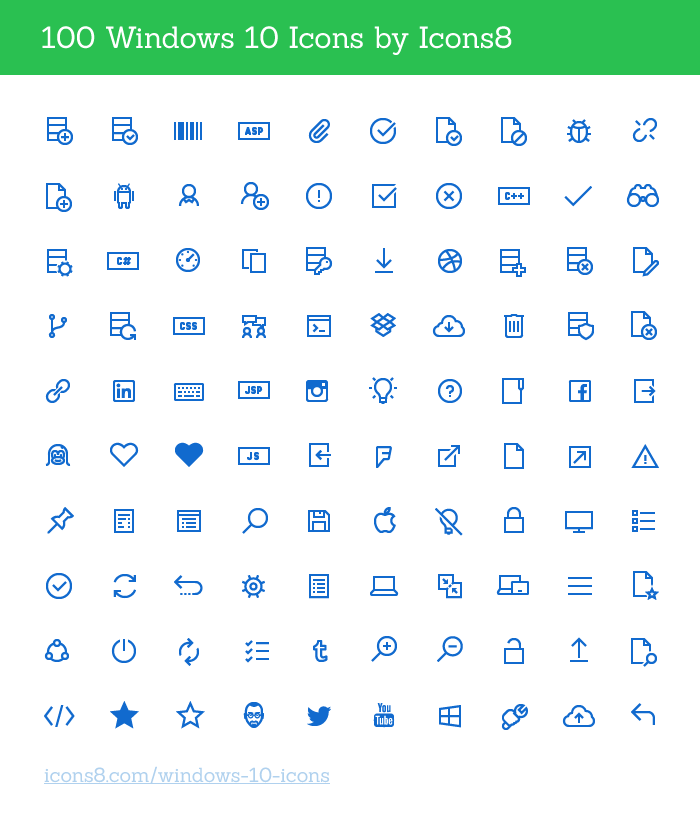 100 Windows 10 Icons by Icons8
ASP
C++
C#
CSS
JSP
in
f
JS
t
You
Tube
icons8.com/windows-10-icons